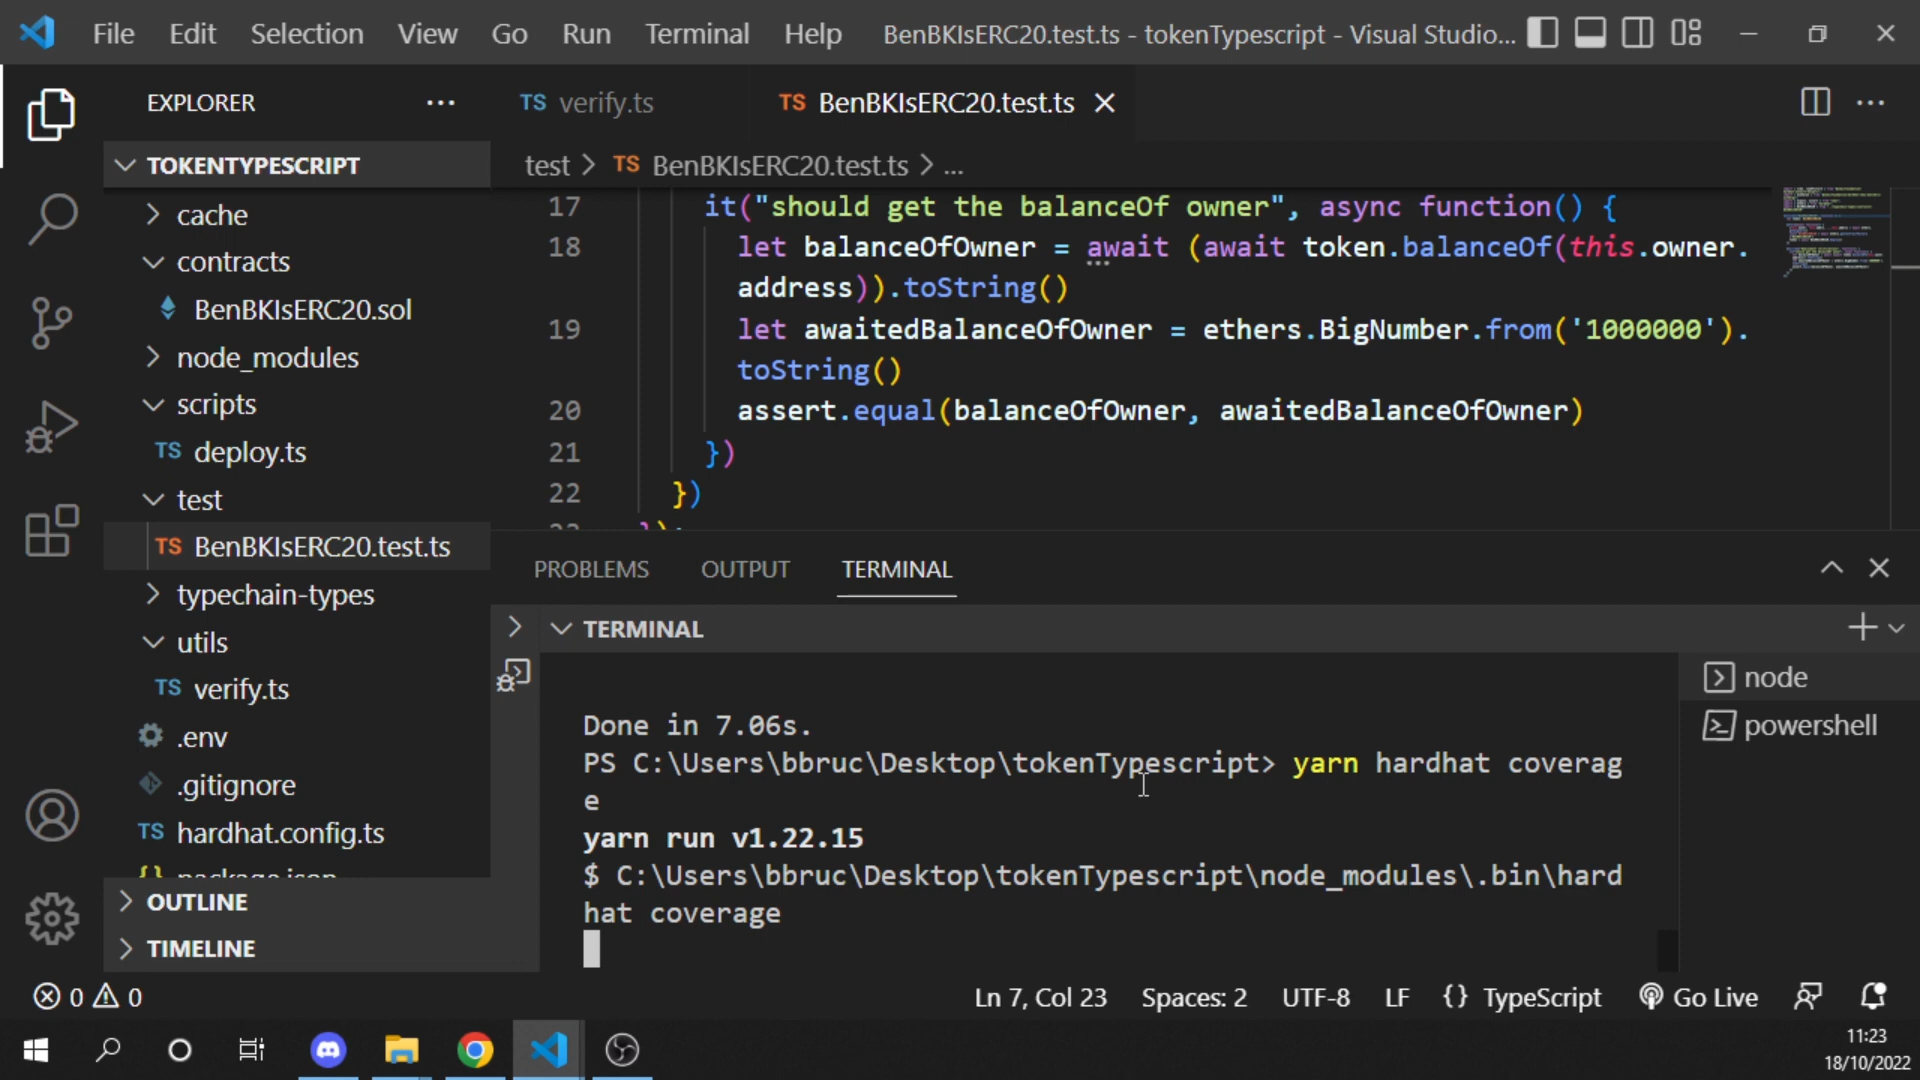 File Edit Selection View Go Run Terminal Help BenBKIsERC20.test.ts - tokenTypescript - Visual Studio...
EXPLORER ...
TS verify.ts
TS BenBKIsERC20.test.ts
TOKENTYPESCRIPT
test > TS BenBKIsERC20.test.ts > ...
cache
contracts
BenBKIsERC20.sol
node_modules
scripts
TS deploy.ts
test
TS BenBKIsERC20.test.ts
typechain-types
utils
TS verify.ts
.env
.gitignore
TS hardhat.config.ts
{} package.json
OUTLINE
TIMELINE
17 it("should get the balanceOf owner", async function() {
18 let balanceOfOwner = await (await token.balanceOf(this.owner.
address)).toString()
19 let awaitedBalanceOfOwner = ethers.BigNumber.from('1000000').
toString()
20 assert.equal(balanceOfOwner, awaitedBalanceOfOwner)
21 })
22 })
23 });
PROBLEMS OUTPUT TERMINAL
TERMINAL
Done in 7.06s.
PS C:\Users\bbruc\Desktop\tokenTypescript> yarn hardhat coverag
e
yarn run v1.22.15
$ C:\Users\bbruc\Desktop\tokenTypescript\node_modules\.bin\hard
hat coverage
node
powershell
0 0
Ln 7, Col 23 Spaces: 2 UTF-8 LF {} TypeScript Go Live
11:23
18/10/2022